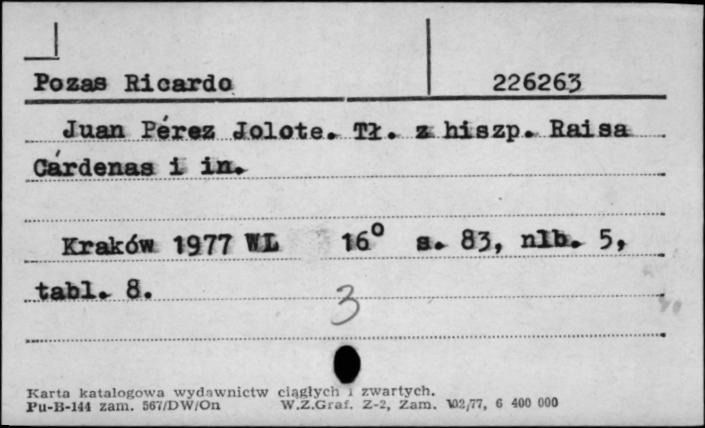 Pozas Ricardo 226263
Juan Pérez Jolote. Tł. z hiszp. Raisa
Cárdenas i in.
Kraków 1977 WL 16° s. 83, nlb. 5,
tabl. 8.
3
Karta katalogowa wydawnictw ciągłych i zwartych.
Pu-B-144 zam. 567/DW/On W.Z.Graf. Z-2, Zam. 102/77, 6 400 000